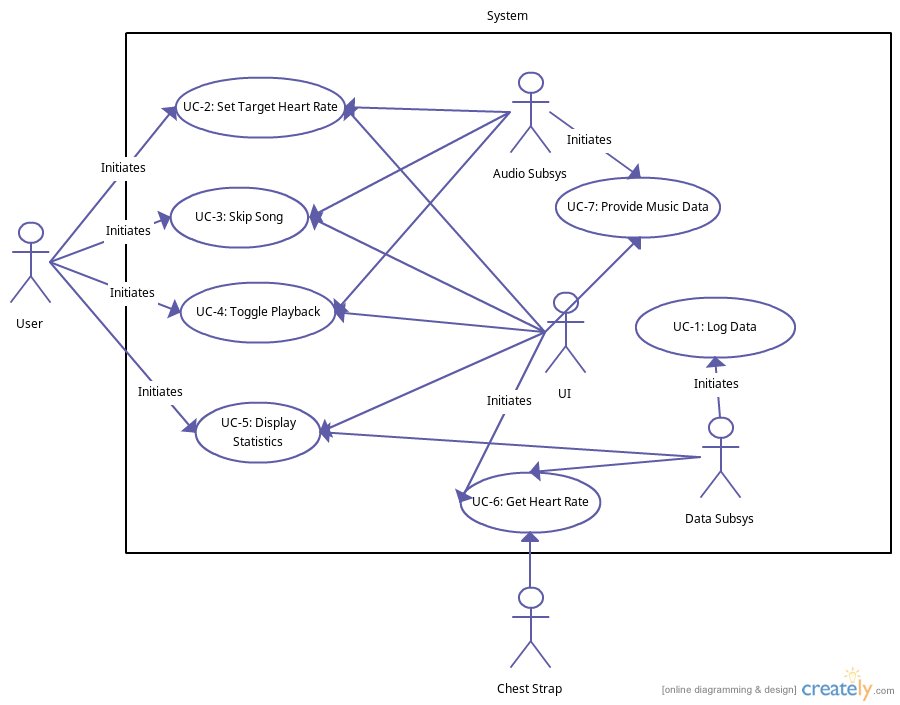 System
UC-2: Set Target Heart Rate
Initiates
Audio Subsys
Initiates
UC-7: Provide Music Data
UC-3: Skip Song
Initiates
User
Initiates
UC-4: Toggle Playback
UI
UC-1: Log Data
Initiates
Initiates
Initiates
UC-5: Display
Statistics
UC-6: Get Heart Rate
Data Subsys
Chest Strap
[online diagramming & design] creately.com